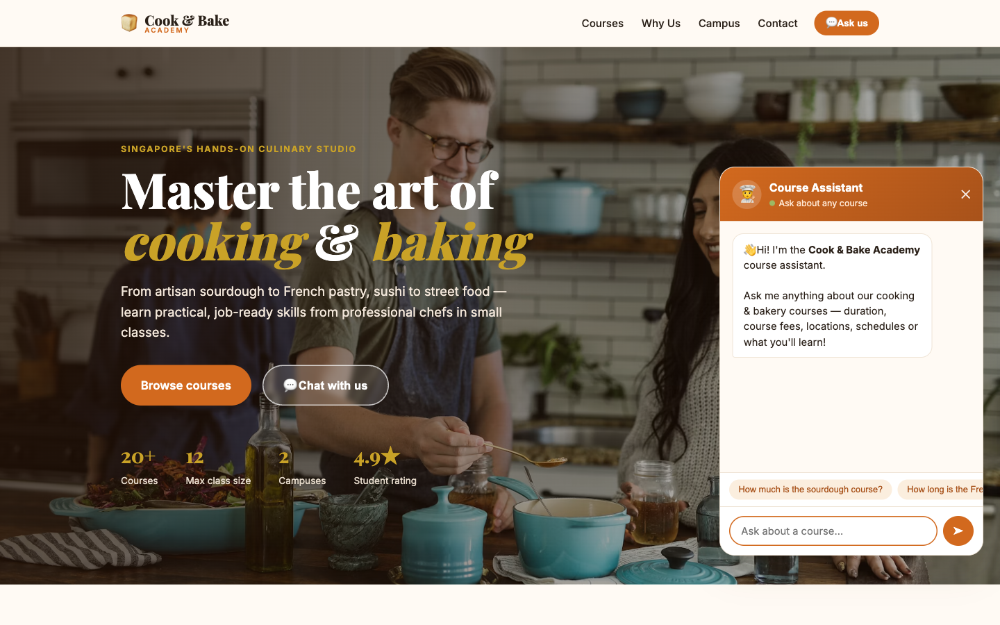 Cook & Bake
ACADEMY
Courses
Why Us
Campus
Contact
💬Ask us
SINGAPORE'S HANDS-ON CULINARY STUDIO
Master the art of
cooking & baking
From artisan sourdough to French pastry, sushi to street food —
learn practical, job-ready skills from professional chefs in small
classes.
Browse courses
💬Chat with us
20+
Courses
12
Max class size
2
Campuses
4.9★
Student rating
Course Assistant
Ask about any course
👋Hi! I'm the Cook & Bake Academy
course assistant.
Ask me anything about our cooking
& bakery courses — duration,
course fees, locations, schedules or
what you'll learn!
How much is the sourdough course?
How long is the Fre
Ask about a course...